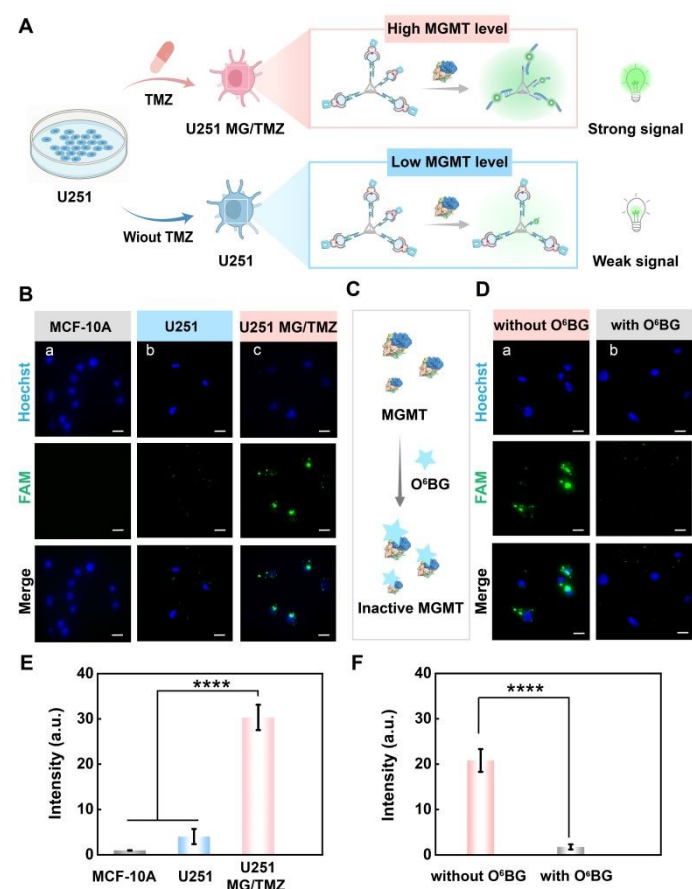 A
TMZ
U251 MG/TMZ
High MGMT level
Strong signal
U251
Wiout TMZ
U251
Low MGMT level
Weak signal
B
MCF-10A
U251
U251 MG/TMZ
a
b
c
Hoechst
FAM
Merge
C
MGMT
O⁶BG
Inactive MGMT
D
without O⁶BG
with O⁶BG
a
b
Hoechst
FAM
Merge
E
Intensity (a.u.)
40
30
20
10
0
****
MCF-10A
U251
U251
MG/TMZ
F
Intensity (a.u.)
40
30
20
10
0
****
without O⁶BG
with O⁶BG